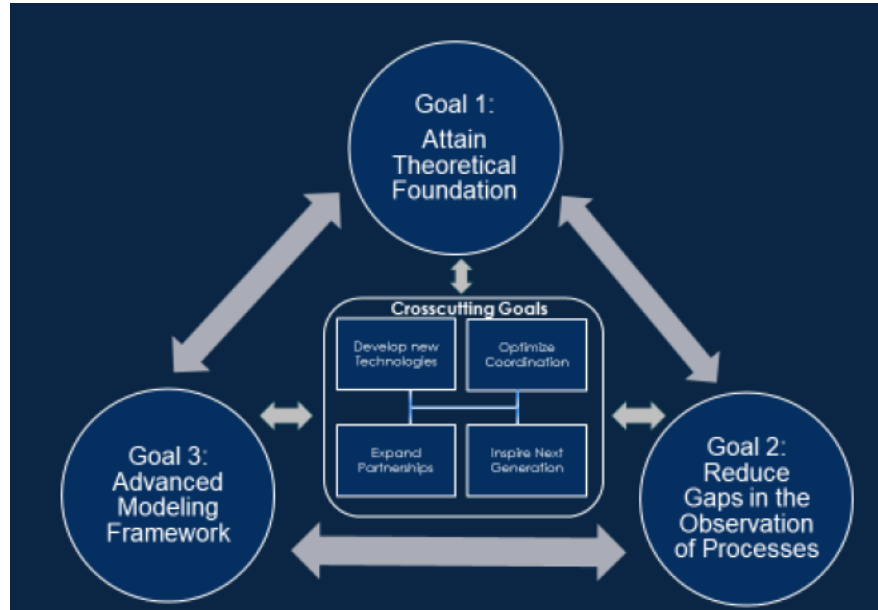 Goal 1:
Attain
Theoretical
Foundation
Crosscutting Goals
Develop new
Technologies
Optimize
Coordination
Expand
Partnerships
Inspire Next
Generation
Goal 3:
Advanced
Modeling
Framework
Goal 2:
Reduce
Gaps in the
Observation
of Processes